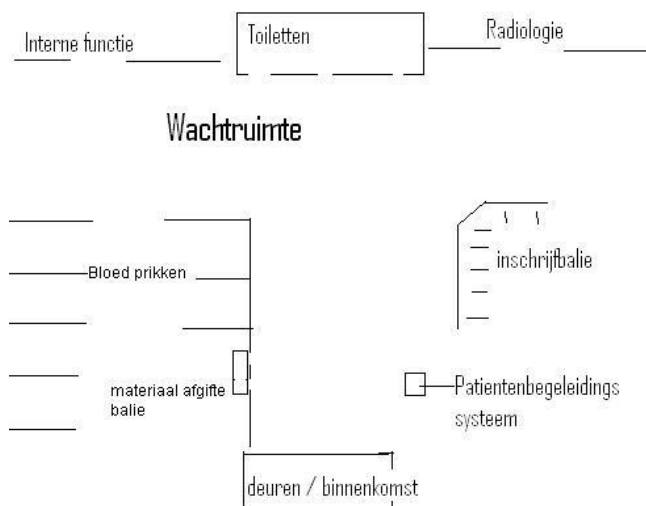 Interne functie
Toiletten
Radiologie
Wachtruimte
Bloed prikken
inschrijfbalie
materiaal afgifte
balie
Patientenbegeleidings
systeem
deuren / binnenkomst